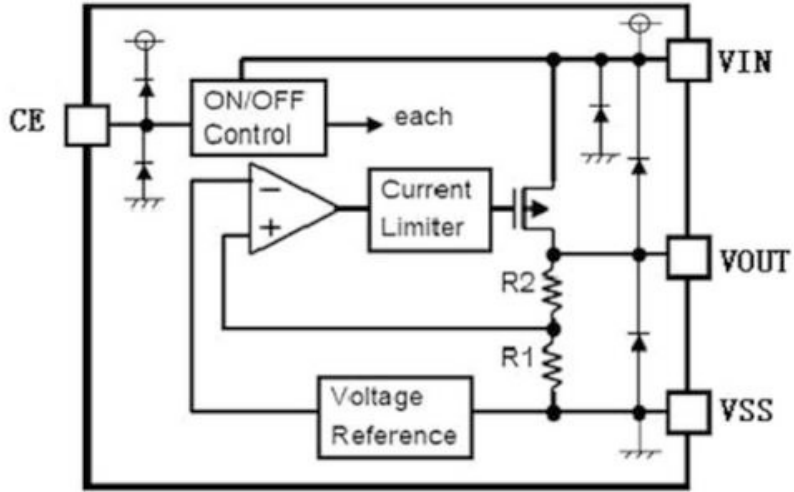 VIN
ON/OFF
Control
each
CE
−
+
Current
Limiter
R2
VOUT
R1
Voltage
Reference
VSS